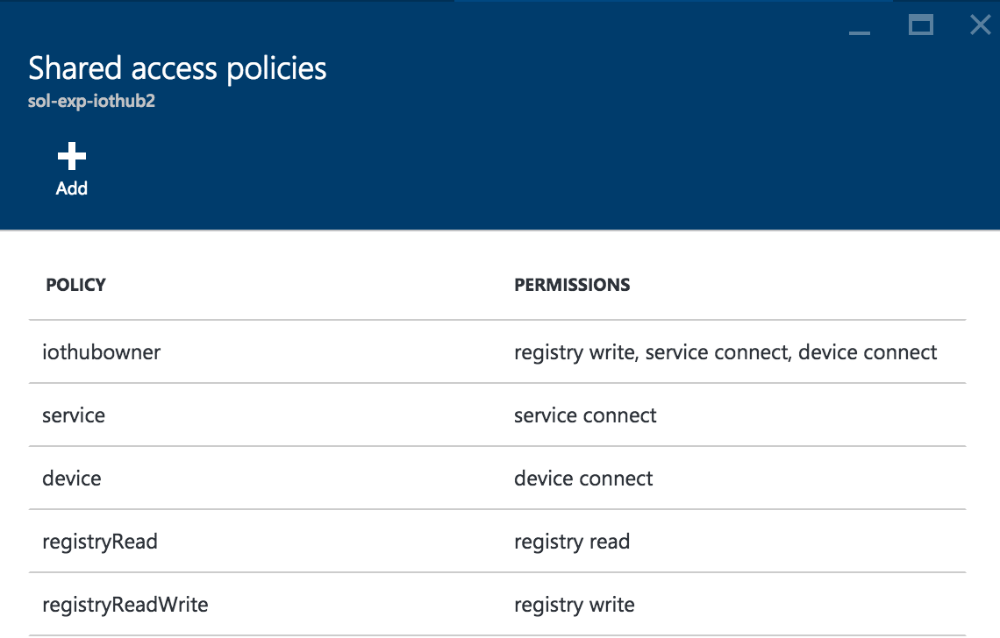 Shared access policies
sol-exp-iothub2
Add
POLICY PERMISSIONS
iothubowner registry write, service connect, device connect
service service connect
device device connect
registryRead registry read
registryReadWrite registry write